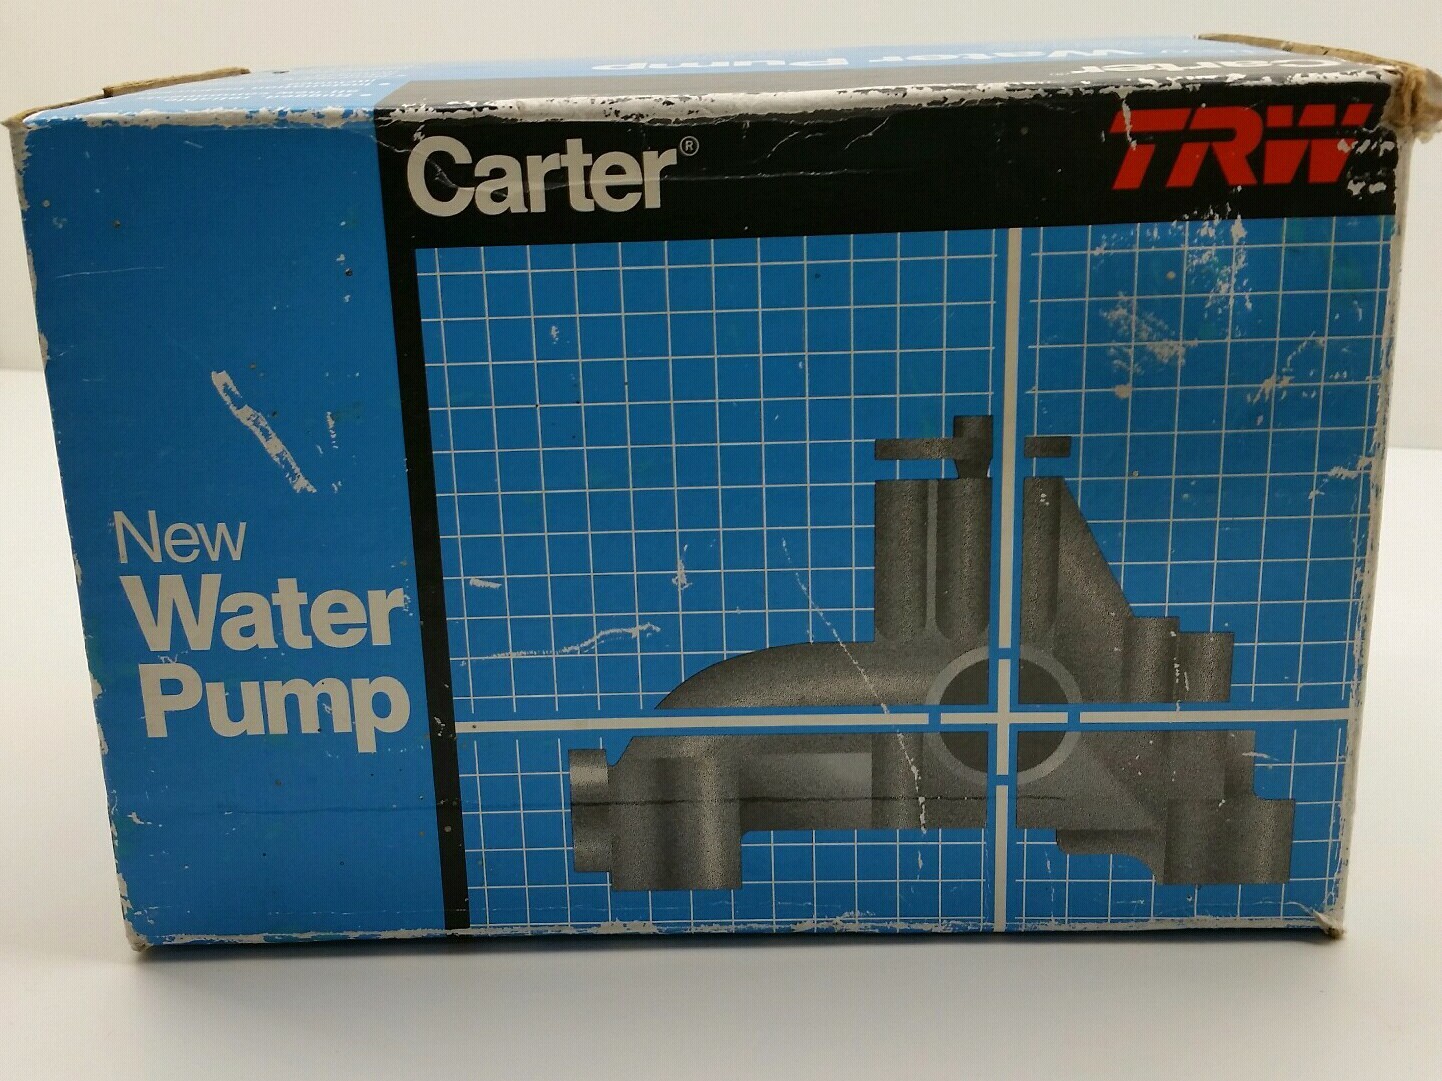 Carter®
TRW
New
Water
Pump
Water Pump
Carter